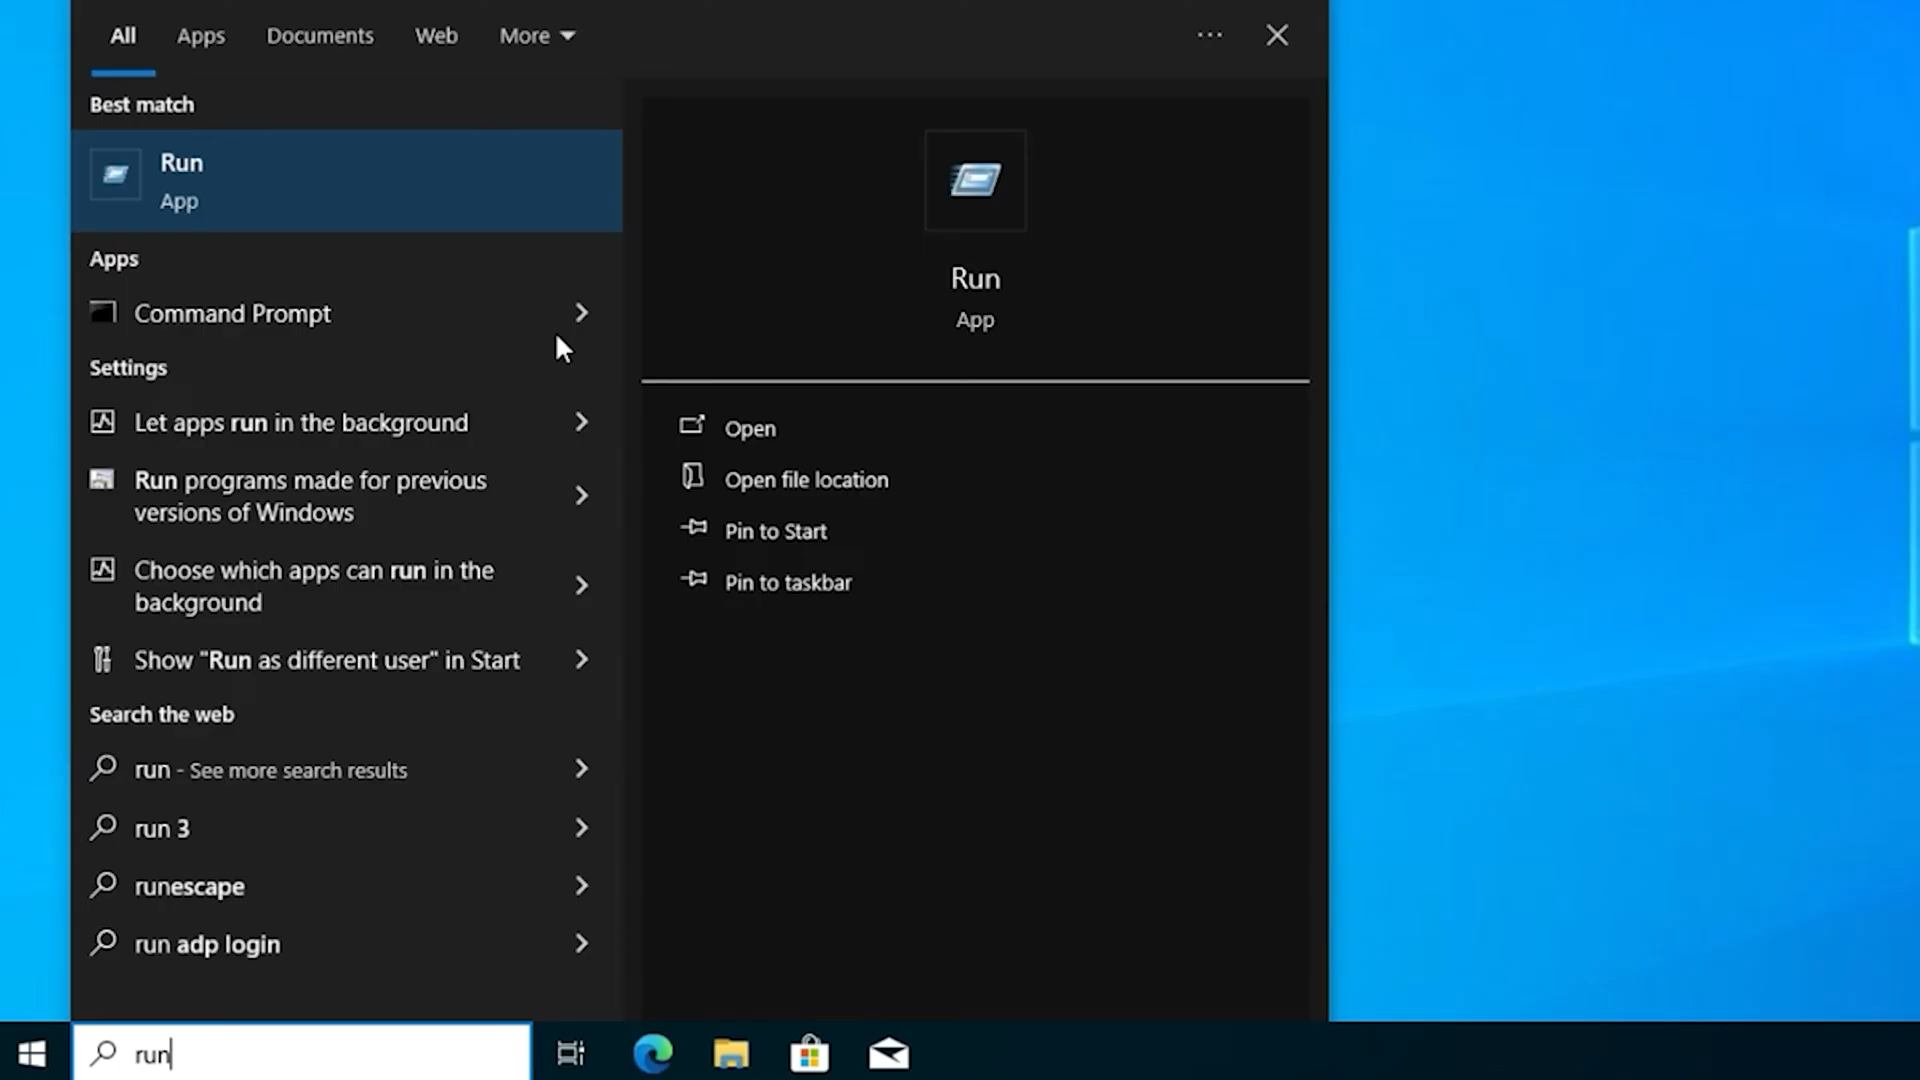 All Apps Documents Web More
Best match
Run
App
Apps
Command Prompt
Settings
Let apps run in the background
Run programs made for previous
versions of Windows
Choose which apps can run in the
background
Show "Run as different user" in Start
Search the web
run - See more search results
run 3
runescape
run adp login
Run
App
Open
Open file location
Pin to Start
Pin to taskbar
run